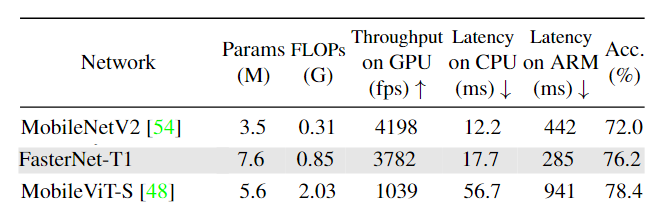 Network Params (M) FLOPs (G) Throughput on GPU (fps) ↑ Latency on CPU (ms) ↓ Latency on ARM (ms) ↓ Acc. (%)
MobileNetV2 [54] 3.5 0.31 4198 12.2 442 72.0
FasterNet-T1 7.6 0.85 3782 17.7 285 76.2
MobileViT-S [48] 5.6 2.03 1039 56.7 941 78.4